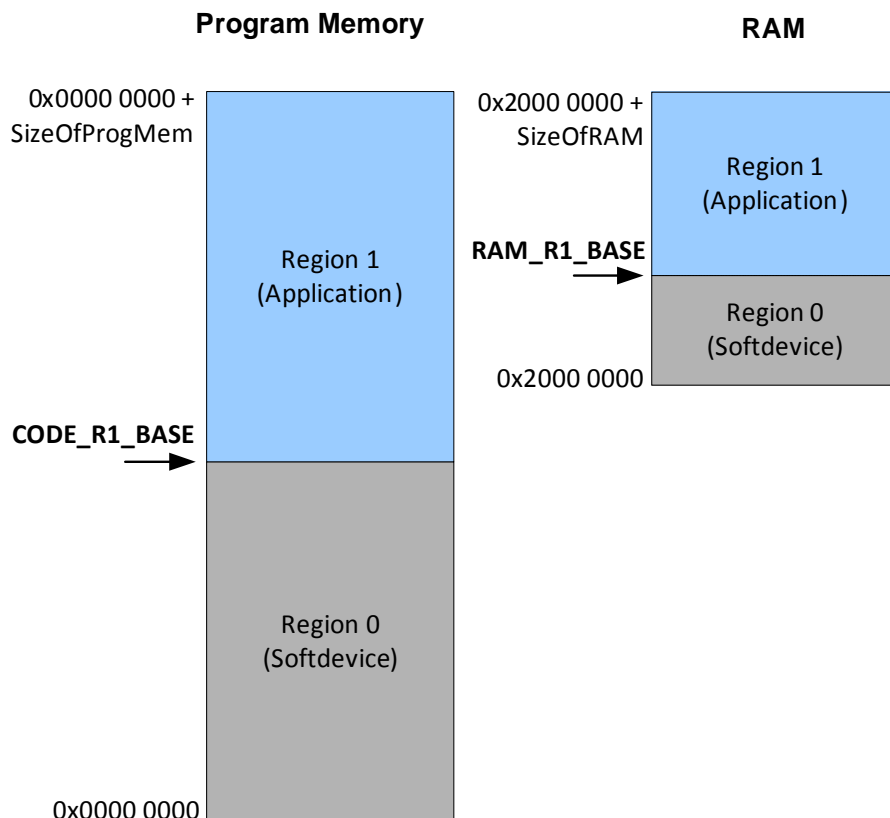 Program Memory
0x0000 0000 +
SizeOfProgMem
Region 1
(Application)
CODE_R1_BASE
Region 0
(Softdevice)
0x0000 0000
RAM
0x2000 0000 +
SizeOfRAM
Region 1
(Application)
RAM_R1_BASE
Region 0
(Softdevice)
0x2000 0000